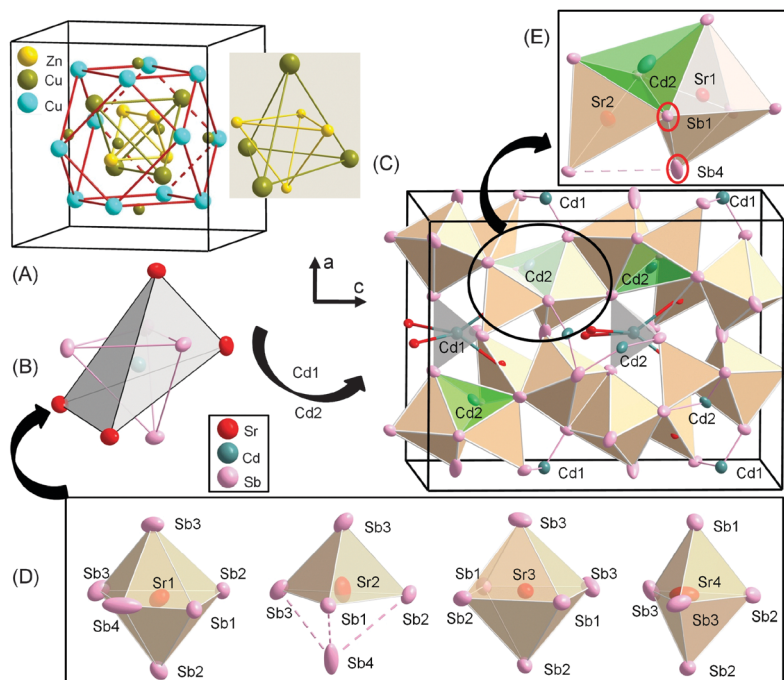 Zn
Cu
Cu
(A)
(B)
Sr
Cd
Sb
a
c
Cd1
Cd2
(C)
Cd1
Cd2
Cd2
Cd1
Cd2
Cd2
Cd2
Cd1
Cd1
(E)
Cd2
Sr1
Sr2
Sb1
Sb4
(D)
Sb3
Sb3
Sr1
Sb2
Sb4
Sb1
Sb2
Sb3
Sr2
Sb3
Sb1
Sb2
Sb4
Sb3
Sb1
Sr3
Sb3
Sb2
Sb1
Sb2
Sb1
Sr4
Sb3
Sb3
Sb2
Sb2